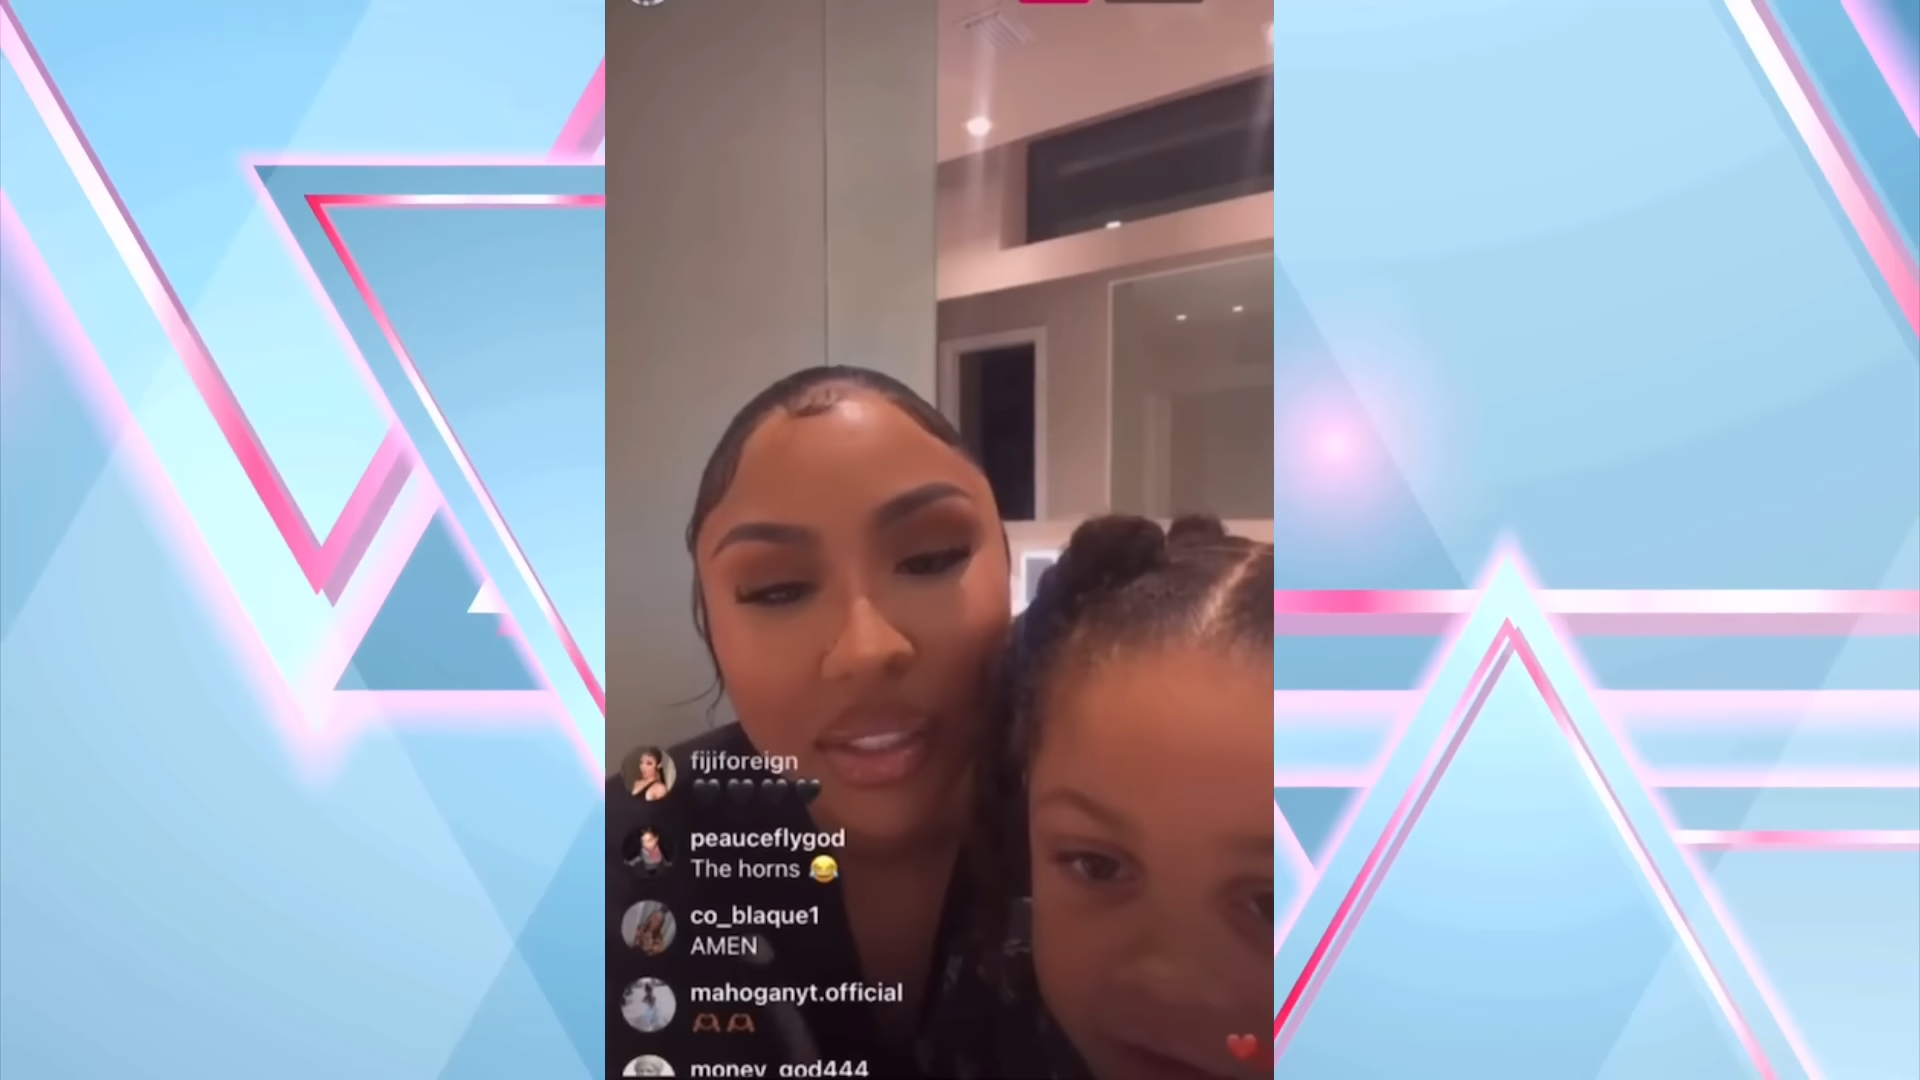 fijiforeign
🖤 🖤 🖤 🖤
peauceflygod
The horns 😂
co_blaque1
AMEN
mahoganyt.official
🫶🏾 🫶🏾
money_god444